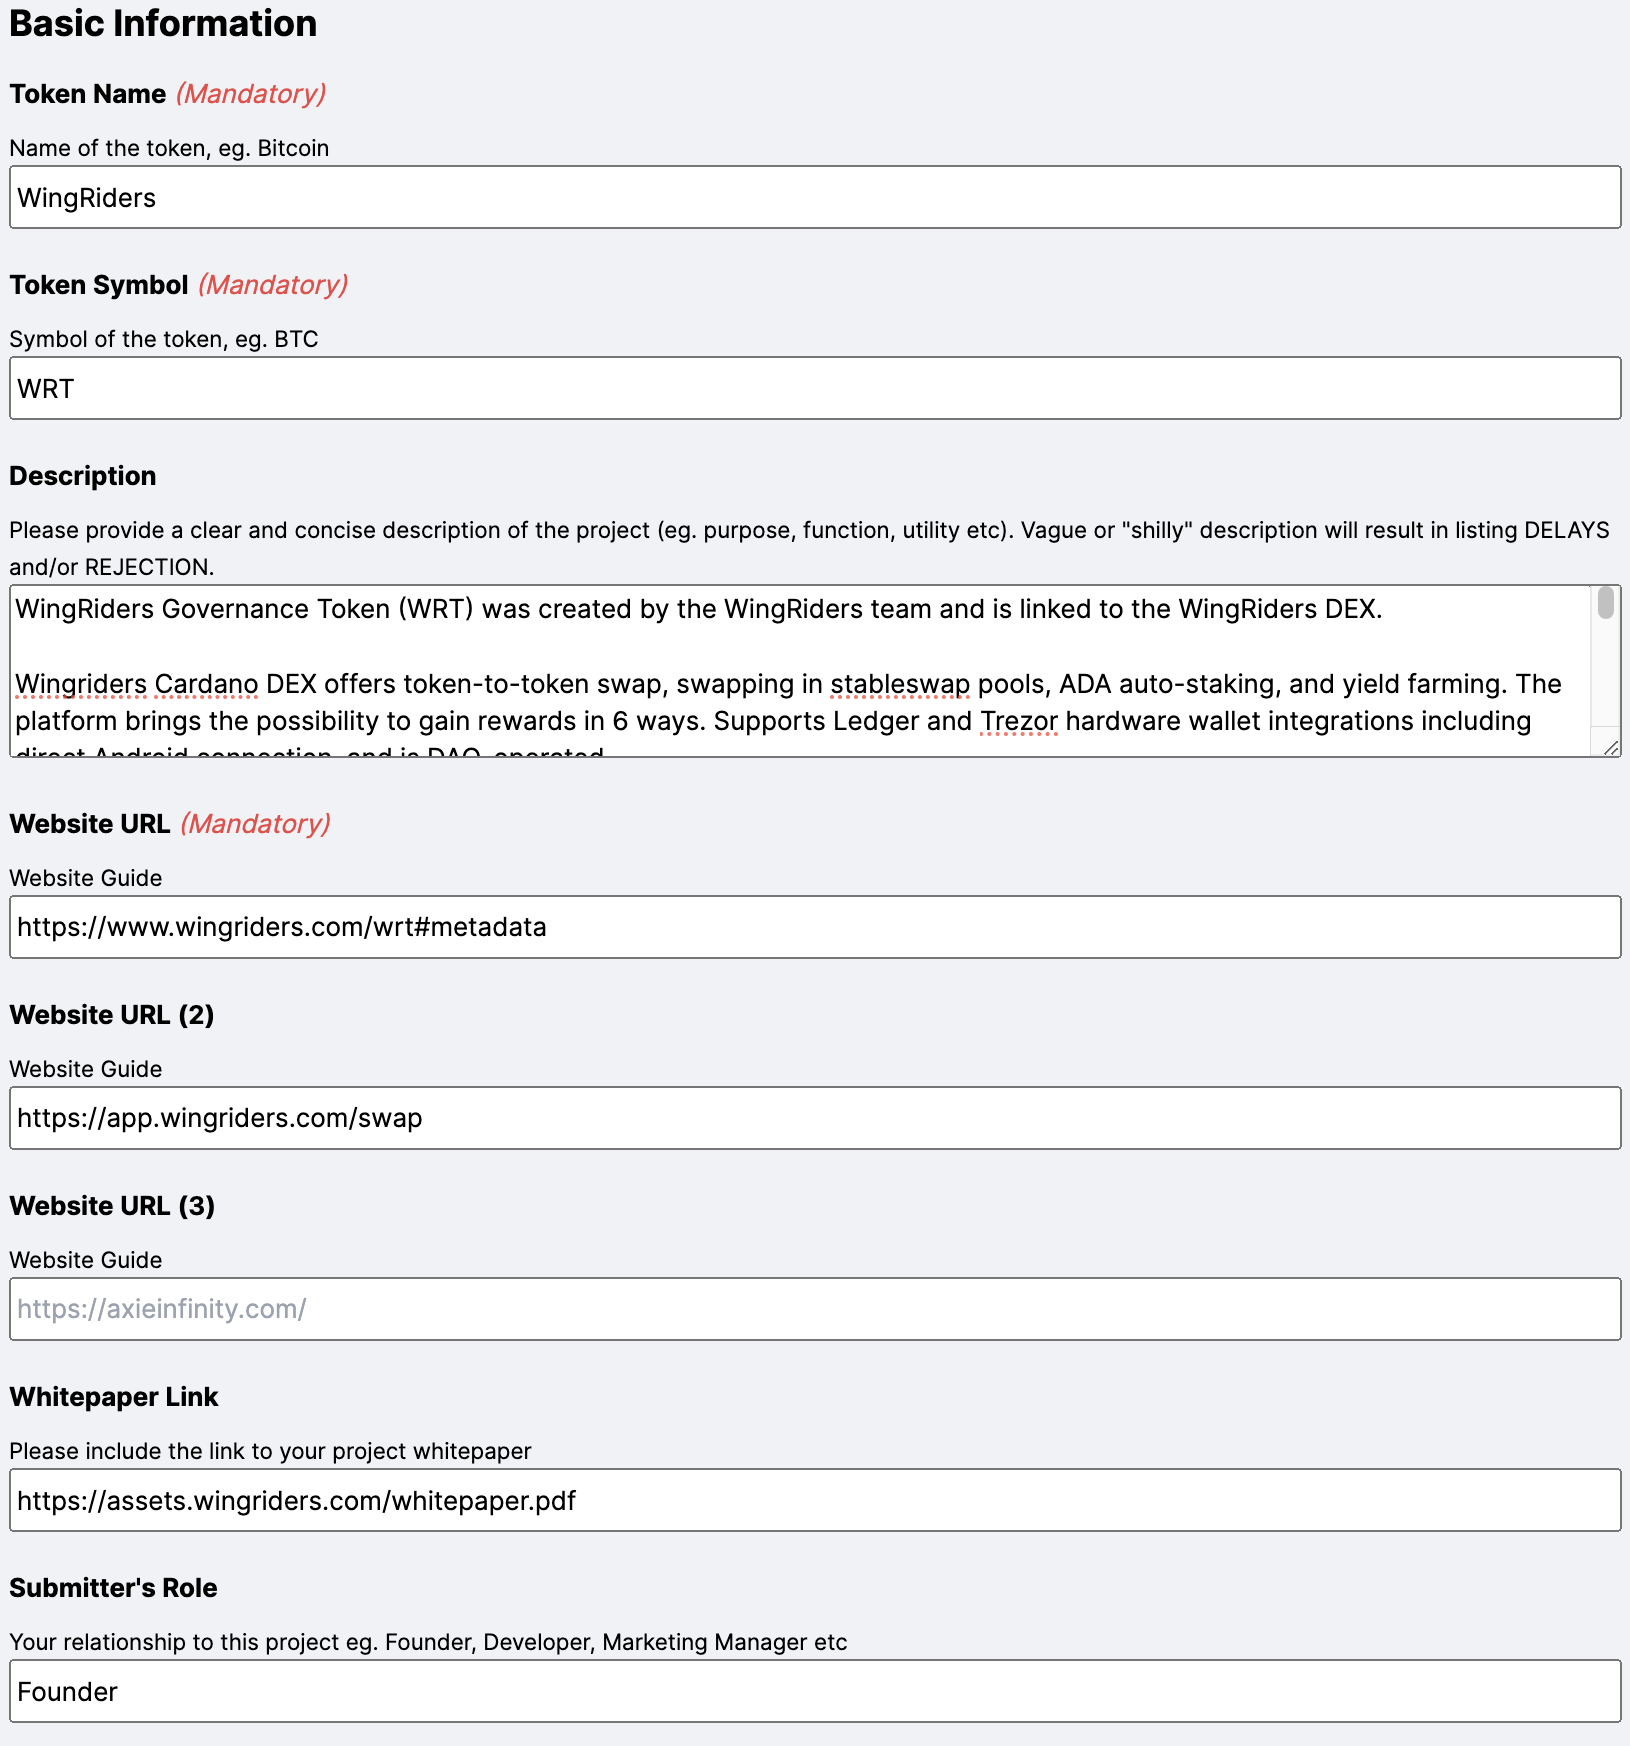 Basic Information
Token Name (Mandatory)
Name of the token, eg. Bitcoin
WingRiders
Token Symbol (Mandatory)
Symbol of the token, eg. BTC
WRT
Description
Please provide a clear and concise description of the project (eg. purpose, function, utility etc). Vague or "shilly" description will result in listing DELAYS
and/or REJECTION.
WingRiders Governance Token (WRT) was created by the WingRiders team and is linked to the WingRiders DEX.
Wingriders Cardano DEX offers token-to-token swap, swapping in stableswap pools, ADA auto-staking, and yield farming. The
platform brings the possibility to gain rewards in 6 ways. Supports Ledger and Trezor hardware wallet integrations including
direct Android connection, and is DAO-operated
Website URL (Mandatory)
Website Guide
https://www.wingriders.com/wrt#metadata
Website URL (2)
Website Guide
https://app.wingriders.com/swap
Website URL (3)
Website Guide
https://axieinfinity.com/
Whitepaper Link
Please include the link to your project whitepaper
https://assets.wingriders.com/whitepaper.pdf
Submitter's Role
Your relationship to this project eg. Founder, Developer, Marketing Manager etc
Founder